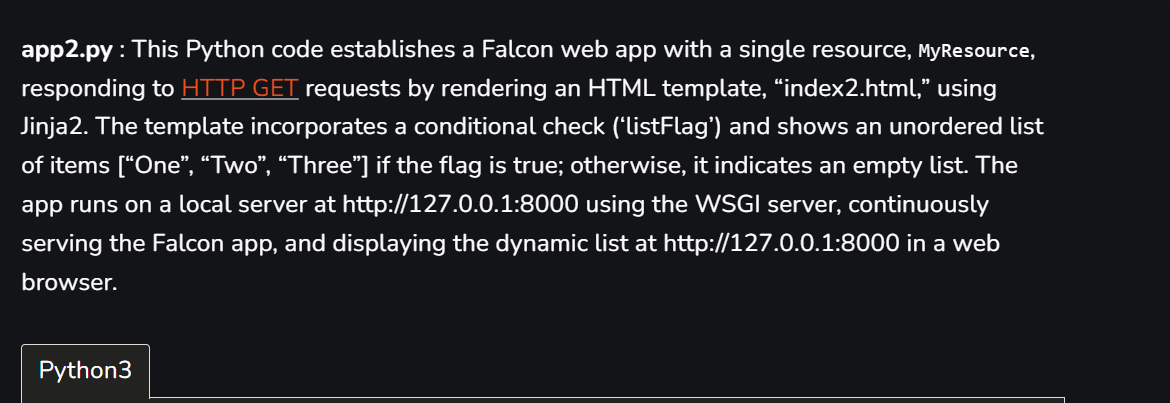 app2.py : This Python code establishes a Falcon web app with a single resource, MyResource,
responding to HTTP GET requests by rendering an HTML template, “index2.html,” using
Jinja2. The template incorporates a conditional check (‘listFlag’) and shows an unordered list
of items [“One”, “Two”, “Three”] if the flag is true; otherwise, it indicates an empty list. The
app runs on a local server at http://127.0.0.1:8000 using the WSGI server, continuously
serving the Falcon app, and displaying the dynamic list at http://127.0.0.1:8000 in a web
browser.
Python3